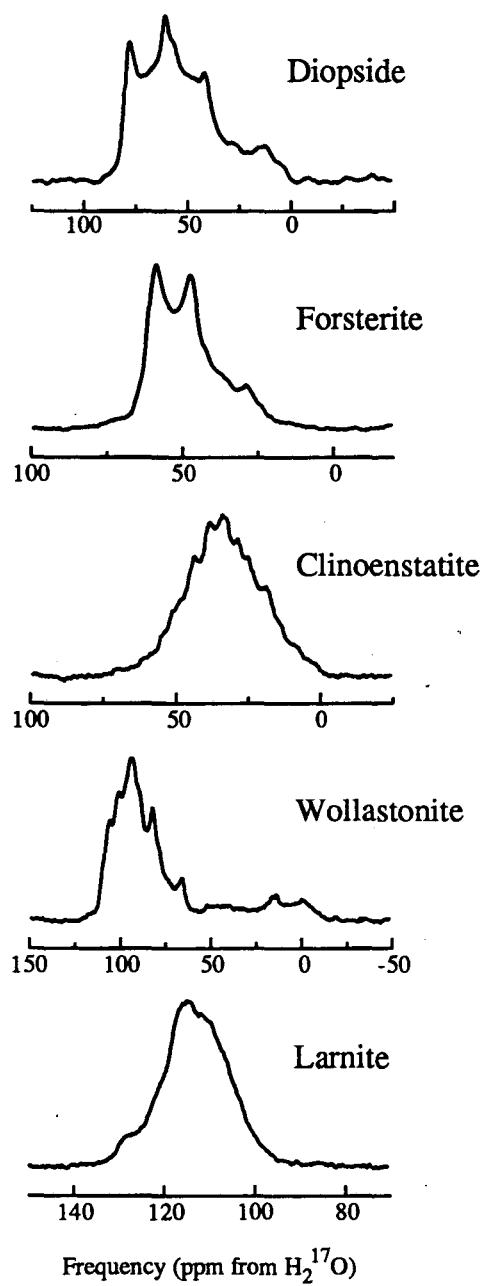 Diopside
100 50 0
Forsterite
100 50 0
Clinoenstatite
100 50 0
Wollastonite
150 100 50 0 -50
Larnite
140 120 100 80
Frequency (ppm from H₂¹⁷O)